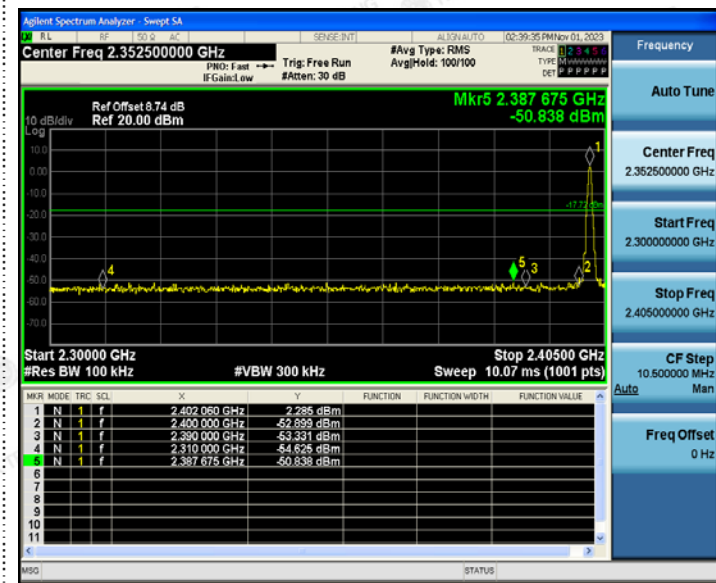 Agilent Spectrum Analyzer - Swept SA
RL RF 50 Ω AC SENSE:INT ALIGN AUTO 02:39:35 PM Nov 01, 2023
Center Freq 2.352500000 GHz
PNO: Fast
IFGain:Low
Trig: Free Run
#Atten: 30 dB
#Avg Type: RMS
Avg|Hold: 100/100
TRACE 1 2 3 4 5 6
TYPE M
DET P P P P P P
Ref Offset 8.74 dB
Ref 20.00 dBm
10 dB/div
Log
Mkr5 2.387 675 GHz
-50.838 dBm
10.0
0.00
-10.0
-20.0
-30.0
-40.0
-50.0
-60.0
-70.0
-17.72 dBm
1
4
5
3
2
Start 2.30000 GHz
Stop 2.40500 GHz
#Res BW 100 kHz
#VBW 300 kHz
Sweep 10.07 ms (1001 pts)
MKR MODE TRC SCL X Y FUNCTION FUNCTION WIDTH FUNCTION VALUE
1 N 1 f 2.402 060 GHz 2.285 dBm
2 N 1 f 2.400 000 GHz -52.899 dBm
3 N 1 f 2.390 000 GHz -53.331 dBm
4 N 1 f 2.310 000 GHz -54.625 dBm
5 N 1 f 2.387 675 GHz -50.838 dBm
6
7
8
9
10
11
MSG
STATUS
Frequency
Auto Tune
Center Freq
2.352500000 GHz
Start Freq
2.300000000 GHz
Stop Freq
2.405000000 GHz
CF Step
10.500000 MHz
Auto Man
Freq Offset
0 Hz